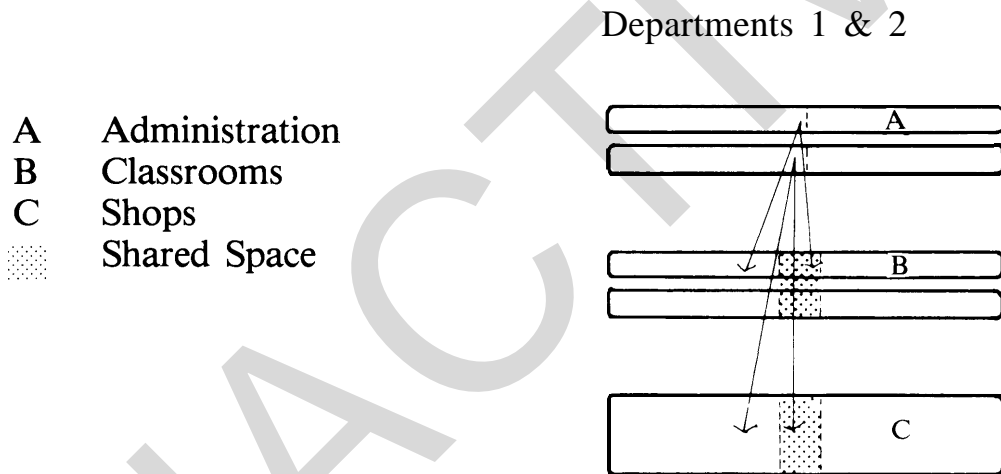 Departments 1 & 2
A Administration
B Classrooms
C Shops
Shared Space
A
B
C